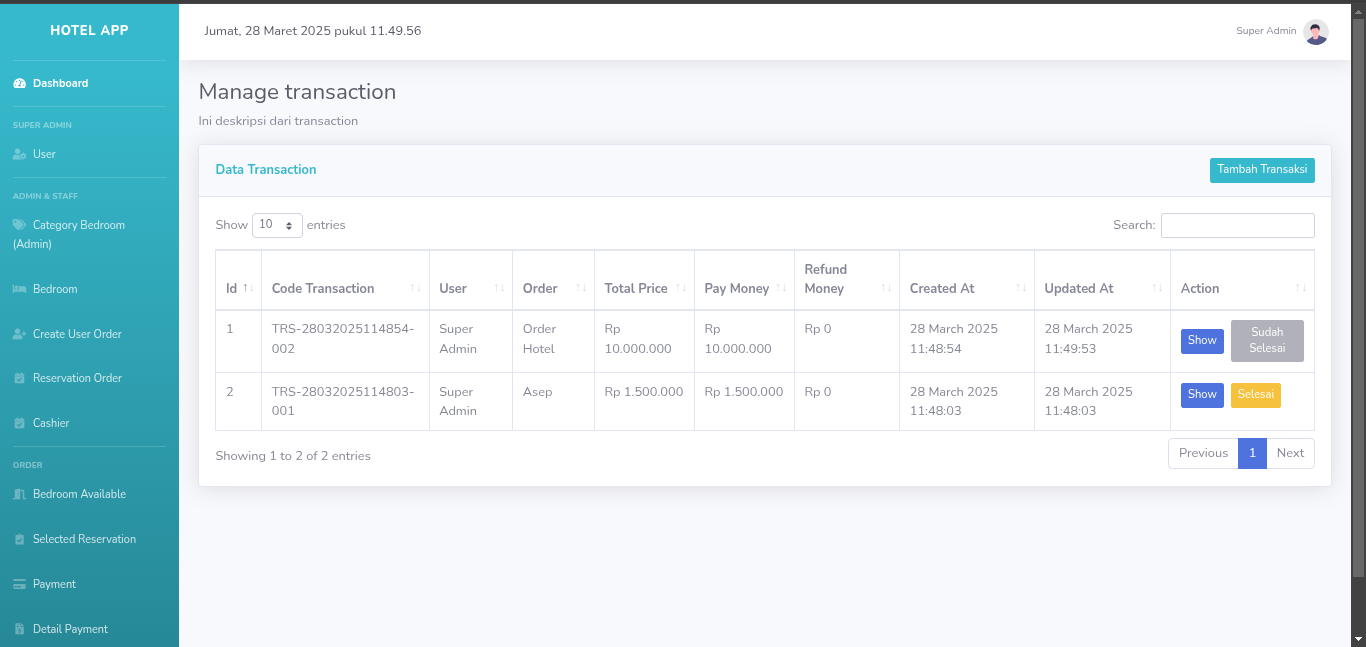 HOTEL APP
Dashboard
SUPER ADMIN
User
ADMIN & STAFF
Category Bedroom
(Admin)
Bedroom
Create User Order
Reservation Order
Cashier
ORDER
Bedroom Available
Selected Reservation
Payment
Detail Payment
Jumat, 28 Maret 2025 pukul 11.49.56
Super Admin
Manage transaction
Ini deskripsi dari transaction
Data Transaction
Tambah Transaksi
Show 10 entries
Search:
Id
Code Transaction
User
Order
Total Price
Pay Money
Refund
Money
Created At
Updated At
Action
1
TRS-28032025114854-
002
Super
Admin
Order
Hotel
Rp
10.000.000
Rp
10.000.000
Rp 0
28 March 2025
11:48:54
28 March 2025
11:49:53
Show
Sudah
Selesai
2
TRS-28032025114803-
001
Super
Admin
Asep
Rp 1.500.000
Rp 1.500.000
Rp 0
28 March 2025
11:48:03
28 March 2025
11:48:03
Show
Selesai
Showing 1 to 2 of 2 entries
Previous 1 Next